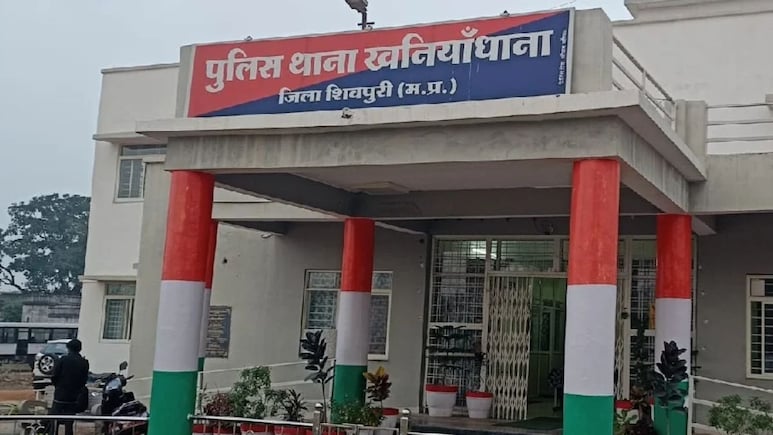 पुलिस थाना खनियाँधाना
जिला शिवपुरी (म.प्र.)